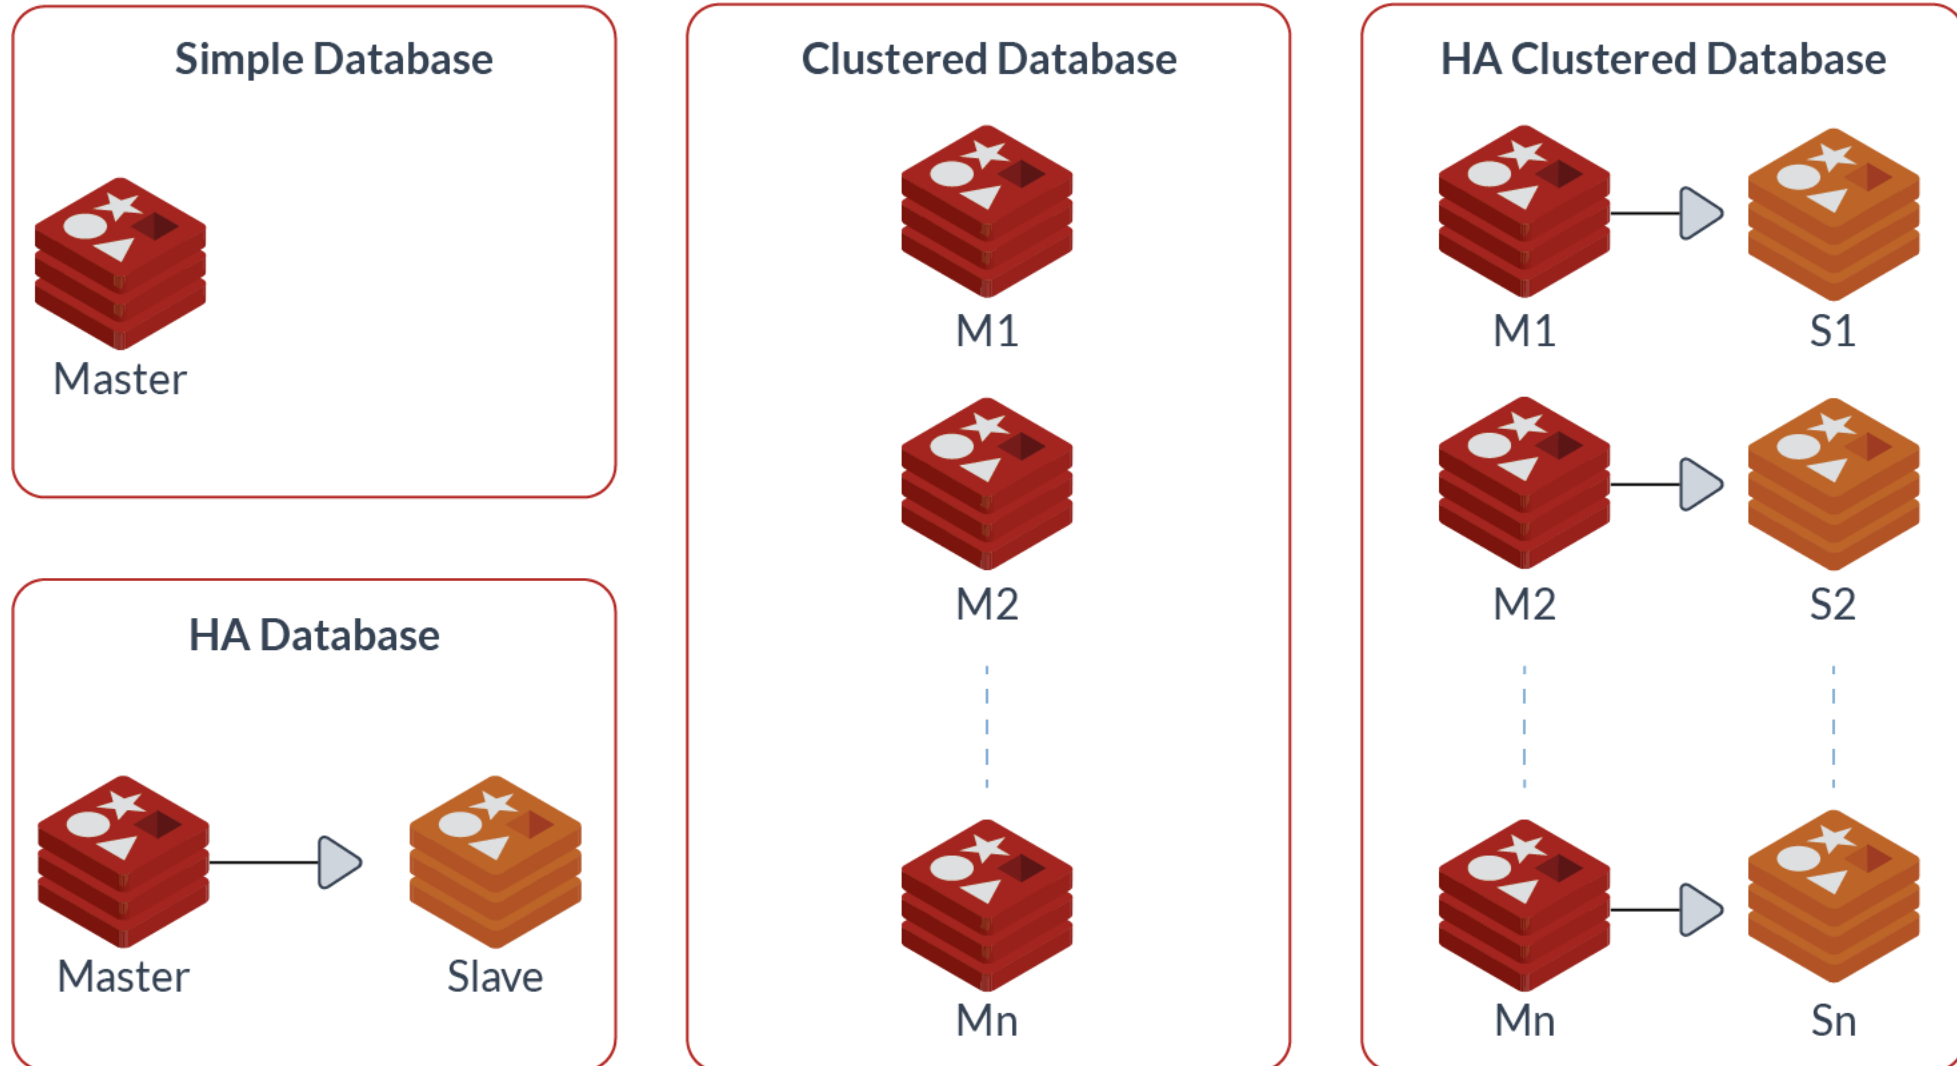 Simple Database
Master
HA Database
Master
Slave
Clustered Database
M1
M2
Mn
HA Clustered Database
M1
S1
M2
S2
Mn
Sn